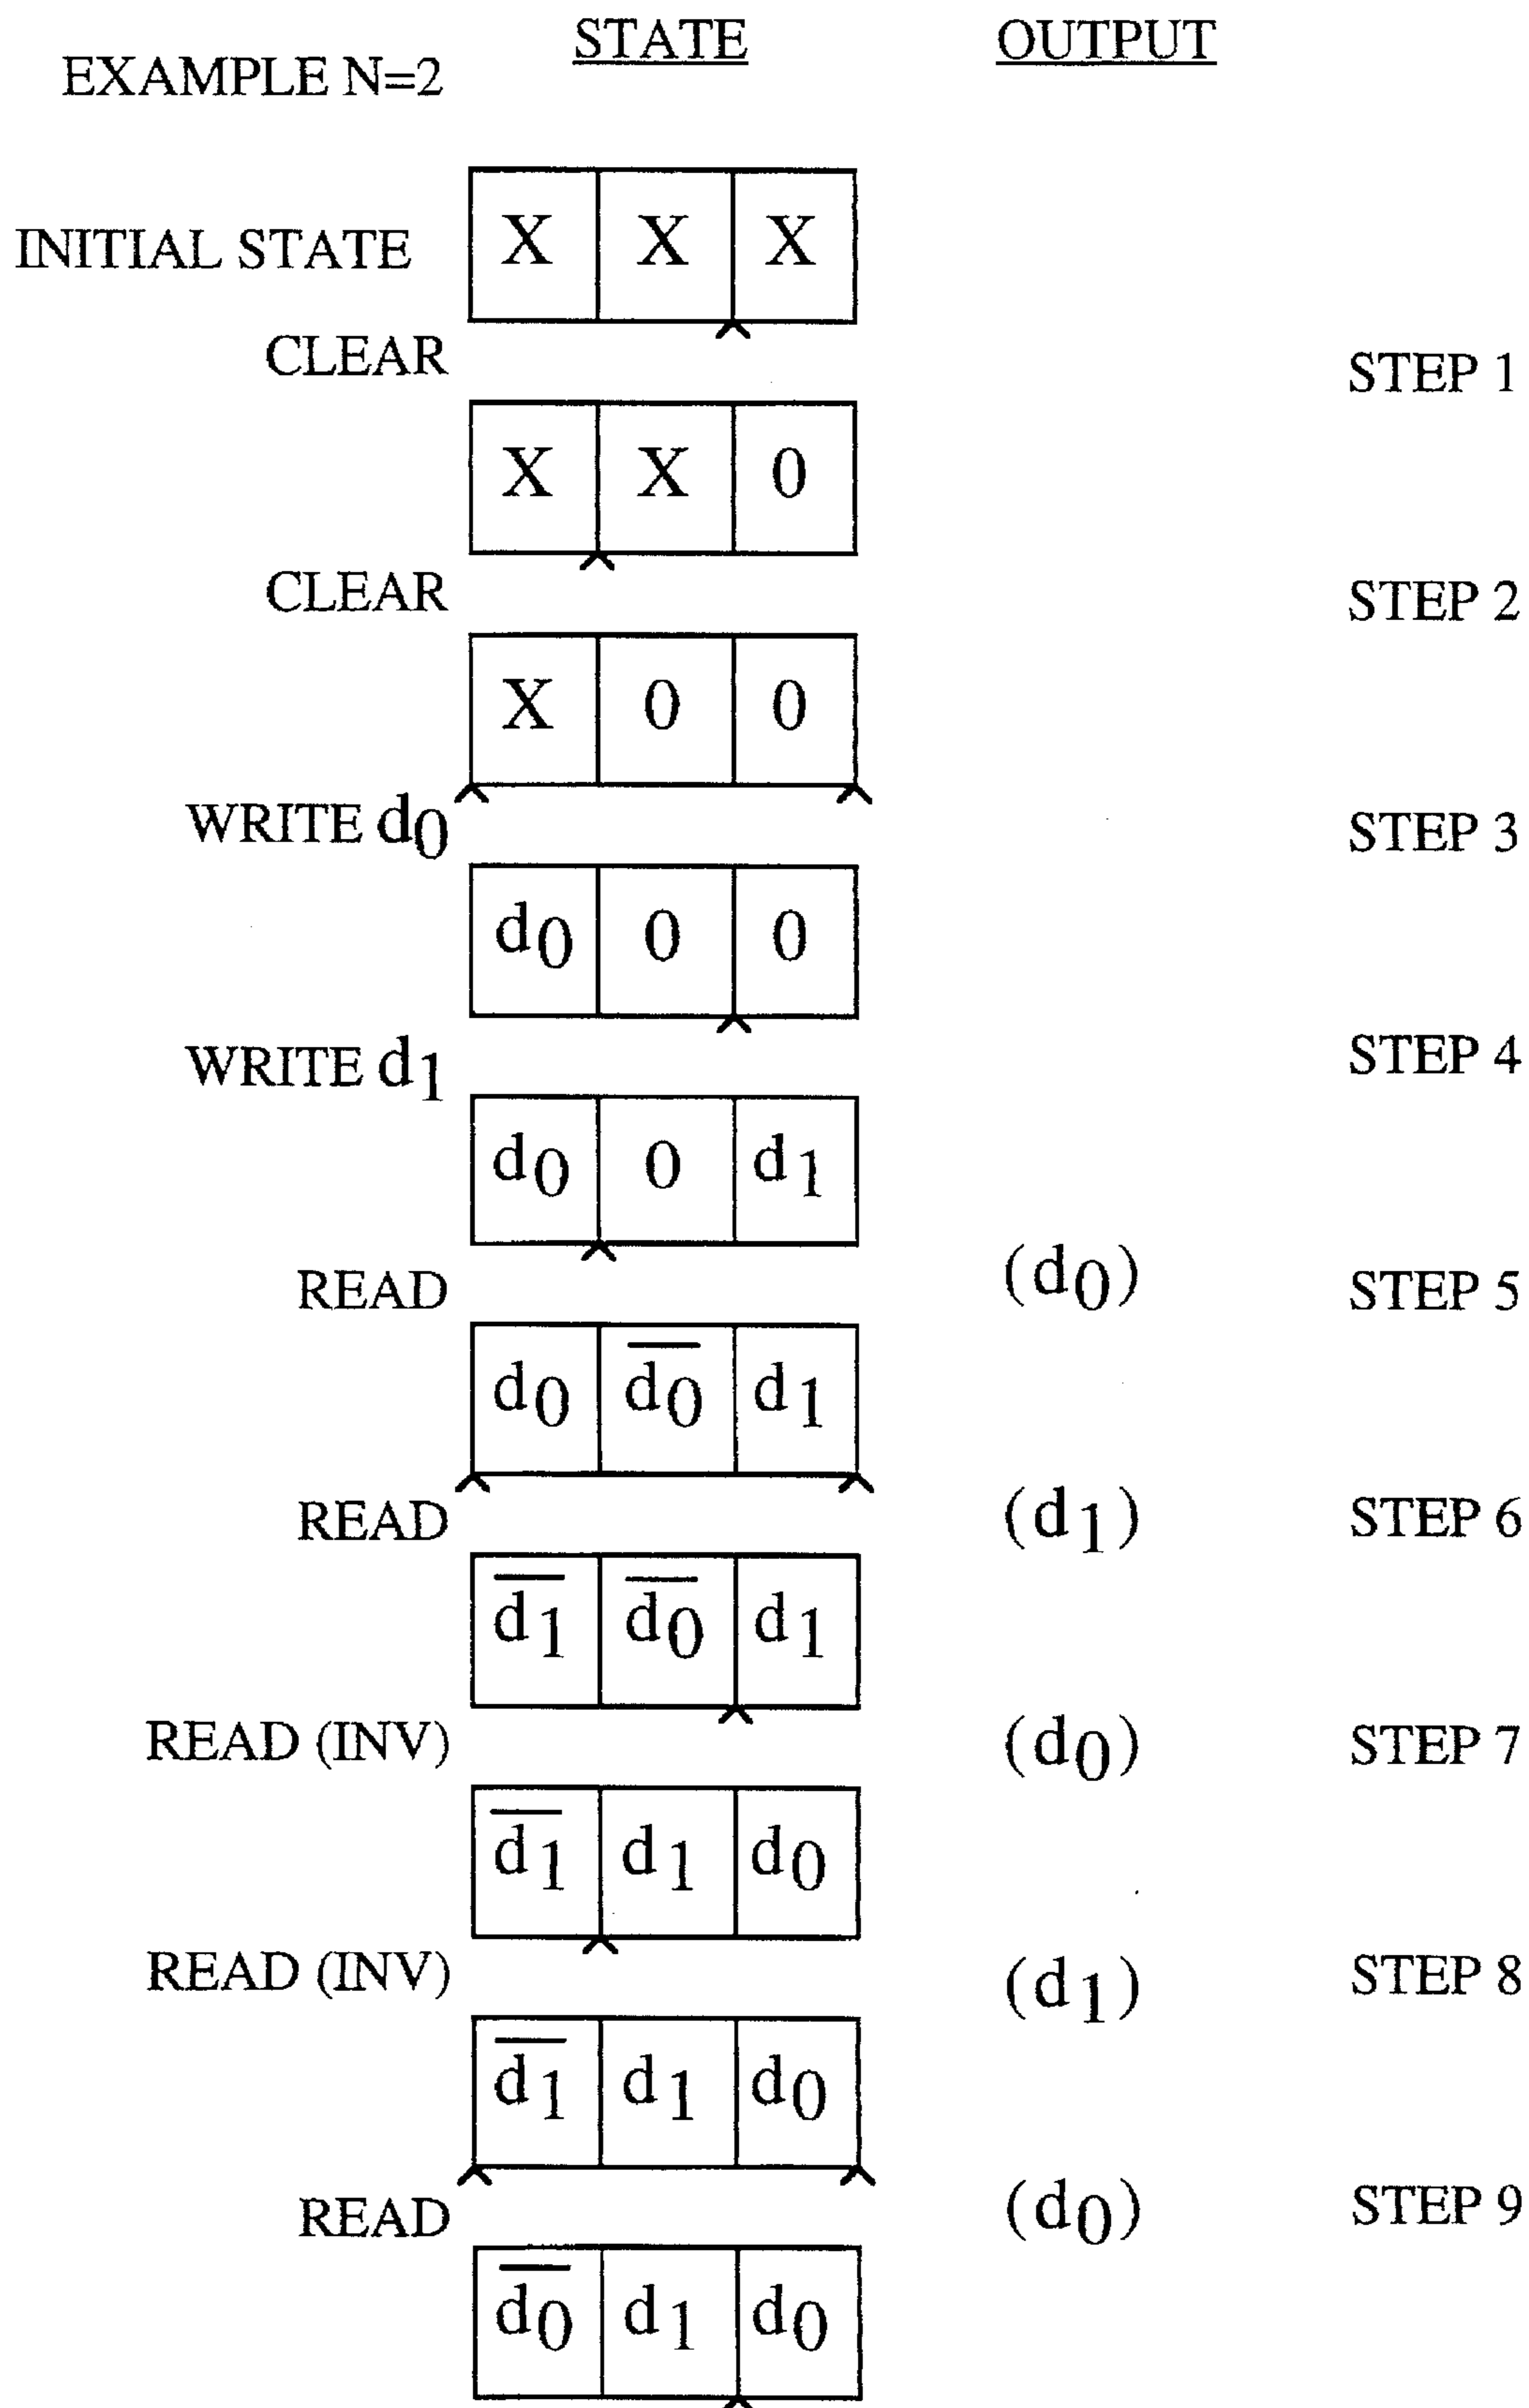 STATE OUTPUT
EXAMPLE N=2
INITIAL STATE X X X
CLEAR STEP 1
X X 0
CLEAR STEP 2
X 0 0
WRITE d0 STEP 3
d0 0 0
WRITE d1 STEP 4
d0 0 d1
READ (d0) STEP 5
d0 d̅0 d1
READ (d1) STEP 6
d̅1 d̅0 d1
READ (INV) (d0) STEP 7
d̅1 d1 d0
READ (INV) (d1) STEP 8
d̅1 d1 d0
READ (d0) STEP 9
d̅0 d1 d0